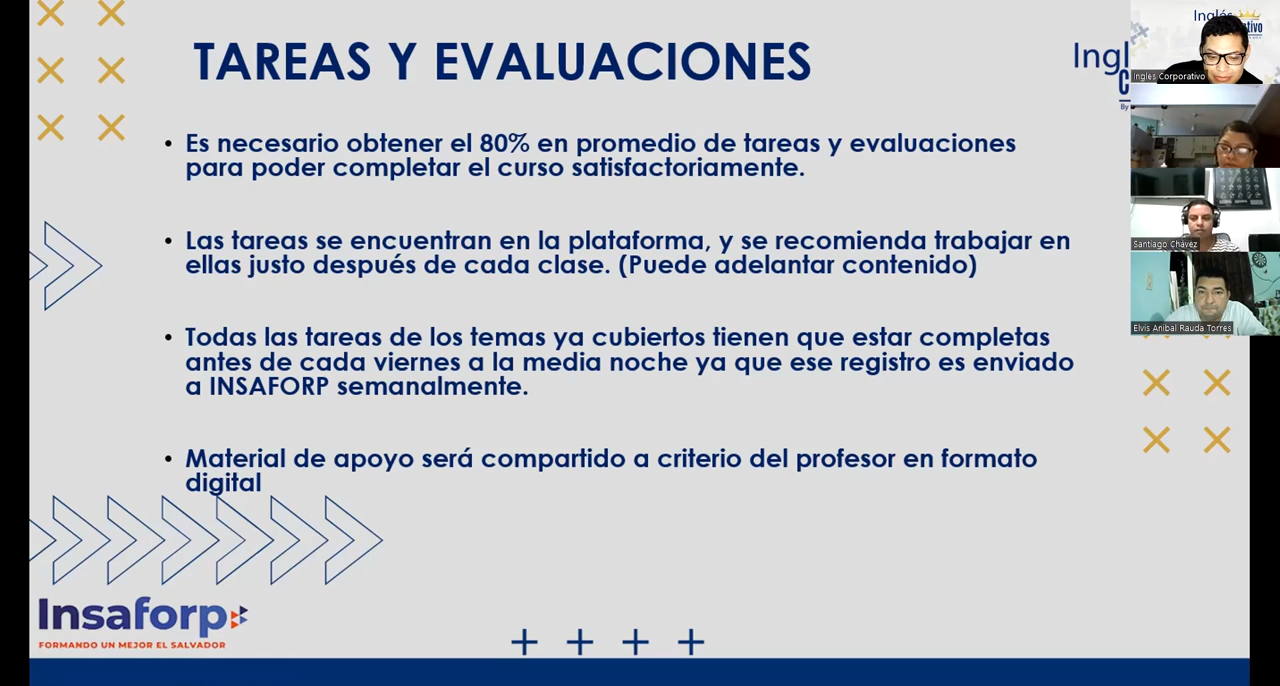 TAREAS Y EVALUACIONES
• Es necesario obtener el 80% en promedio de tareas y evaluaciones
para poder completar el curso satisfactoriamente.
• Las tareas se encuentran en la plataforma, y se recomienda trabajar en
ellas justo después de cada clase. (Puede adelantar contenido)
• Todas las tareas de los temas ya cubiertos tienen que estar completas
antes de cada viernes a la media noche ya que ese registro es enviado
a INSAFORP semanalmente.
• Material de apoyo será compartido a criterio del profesor en formato
digital
Insaforp
FORMANDO UN MEJOR EL SALVADOR
Ingl
C
By
Inglés
tivo
Ingles Corporativo
Santiago Chávez
Elvis Anibal Rauda Torres